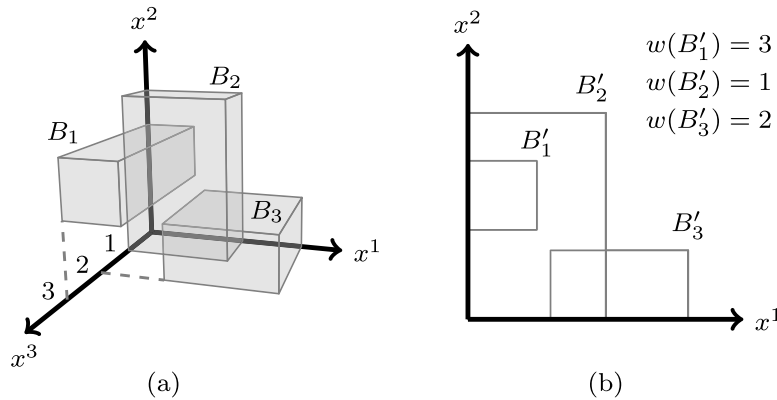 x²
B₁
B₂
B₃
1
2
3
x¹
x³
(a)
x²
w(B′₁) = 3
w(B′₂) = 1
w(B′₃) = 2
B′₂
B′₁
B′₃
x¹
(b)